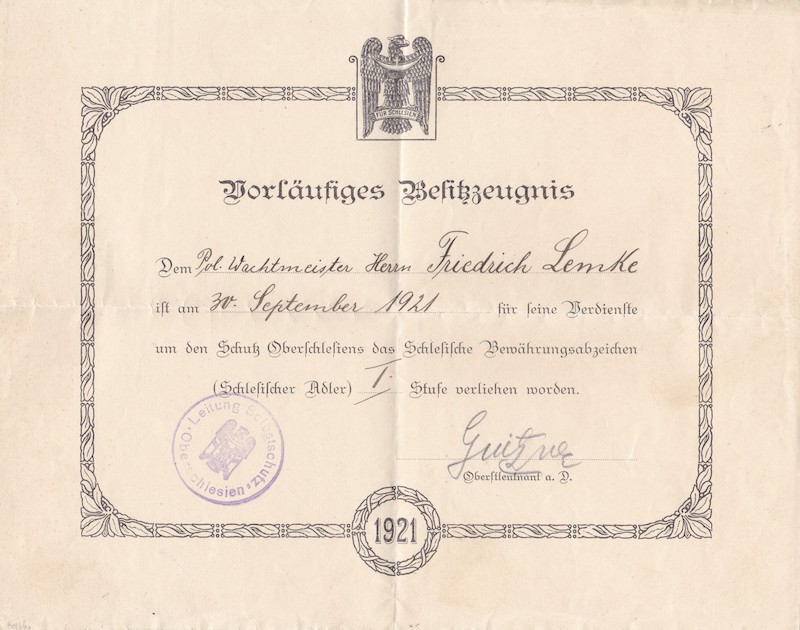 FÜR SCHLESIEN
Vorläufiges Besitzzeugnis
Dem Pol. Wachtmeister Herrn Friedrich Lemke
ist am 30. September 1921 für seine Verdienste
um den Schutz Oberschlesiens das Schlesische Bewährungsabzeichen
(Schlesischer Adler) I. Stufe verliehen worden.
Leitung Selbstschutz Oberschlesien
Oberstleutnant a. D.
1921